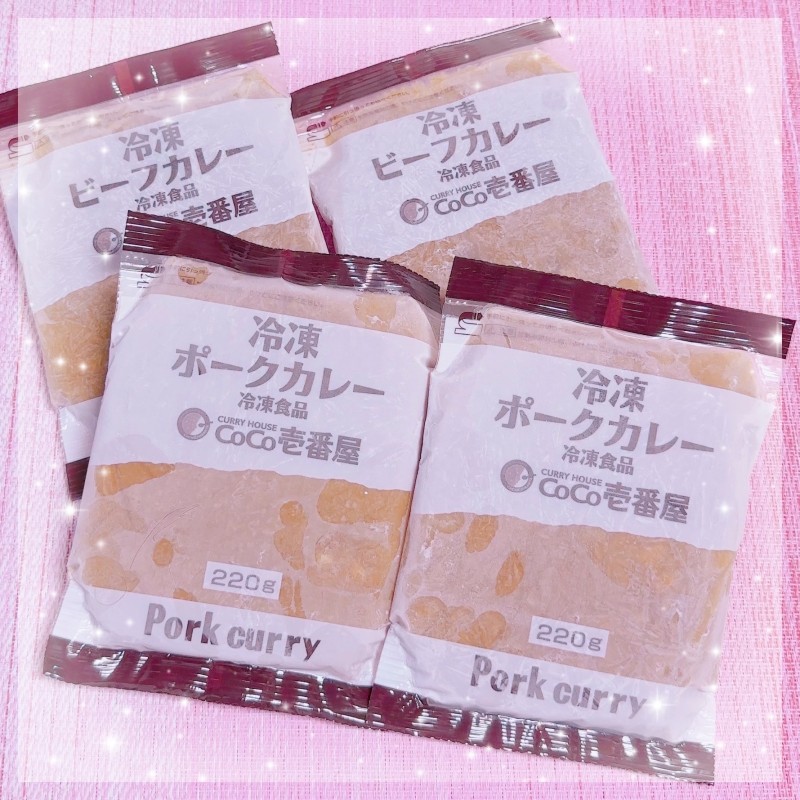 冷凍
ビーフカレー
冷凍食品
CURRY HOUSE
CoCo壱番屋
冷凍
ビーフカレー
冷凍食品
CURRY HOUSE
CoCo壱番屋
冷凍
ポークカレー
冷凍食品
CURRY HOUSE
CoCo壱番屋
220g
Pork curry
冷凍
ポークカレー
冷凍食品
CURRY HOUSE
CoCo壱番屋
220g
Pork curry